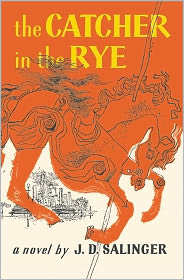 the CATCHER
in the RYE
a novel by J. D. SALINGER